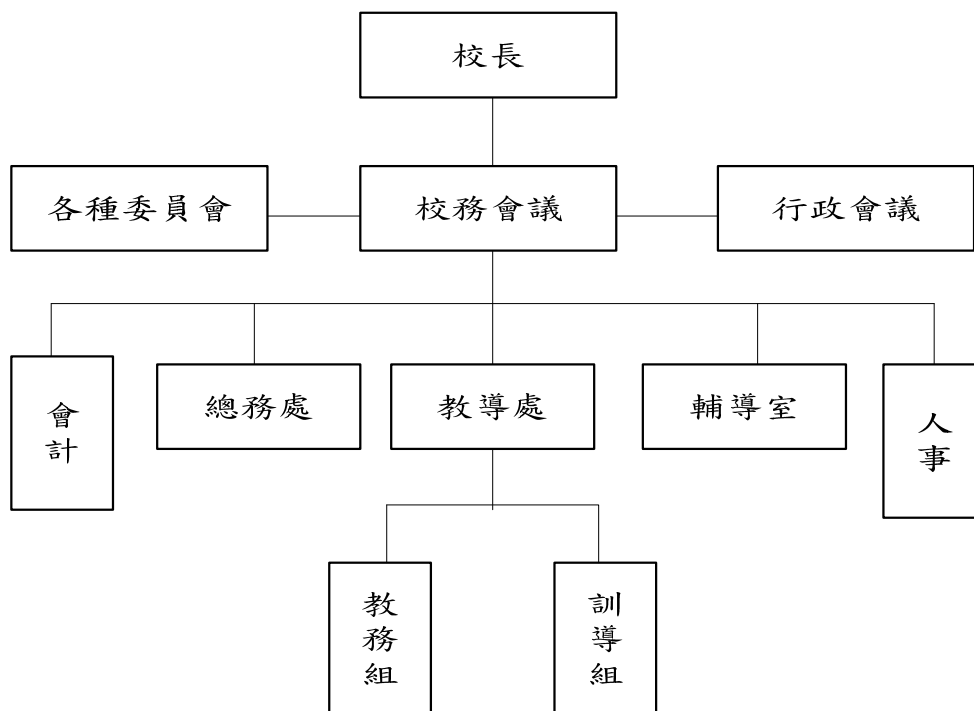 校長
各種委員會
校務會議
行政會議
會計
總務處
教導處
輔導室
人事
教務組
訓導組